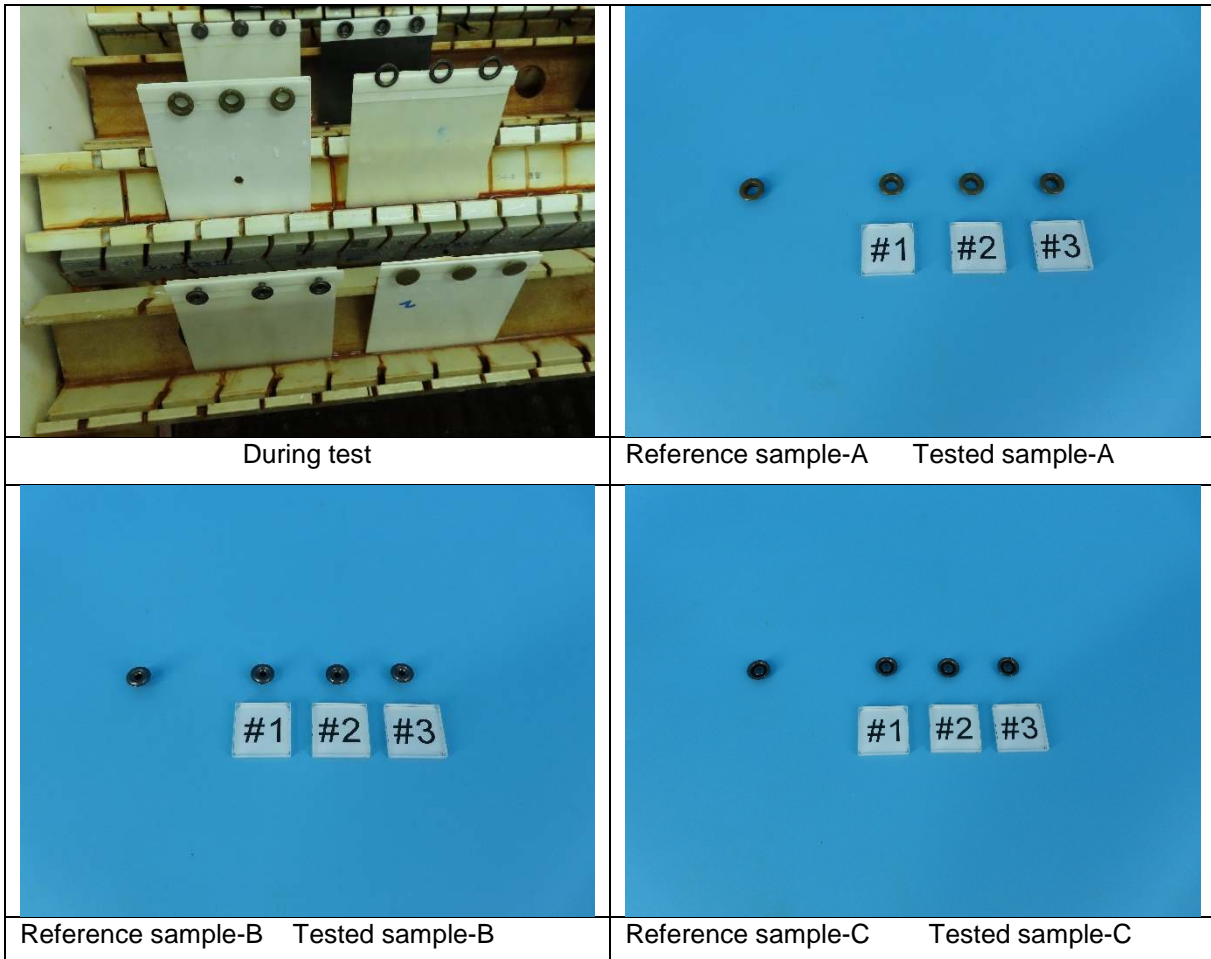 During test
#1 #2 #3
Reference sample-A Tested sample-A
#1 #2 #3
#1 #2 #3
Reference sample-B Tested sample-B
Reference sample-C Tested sample-C